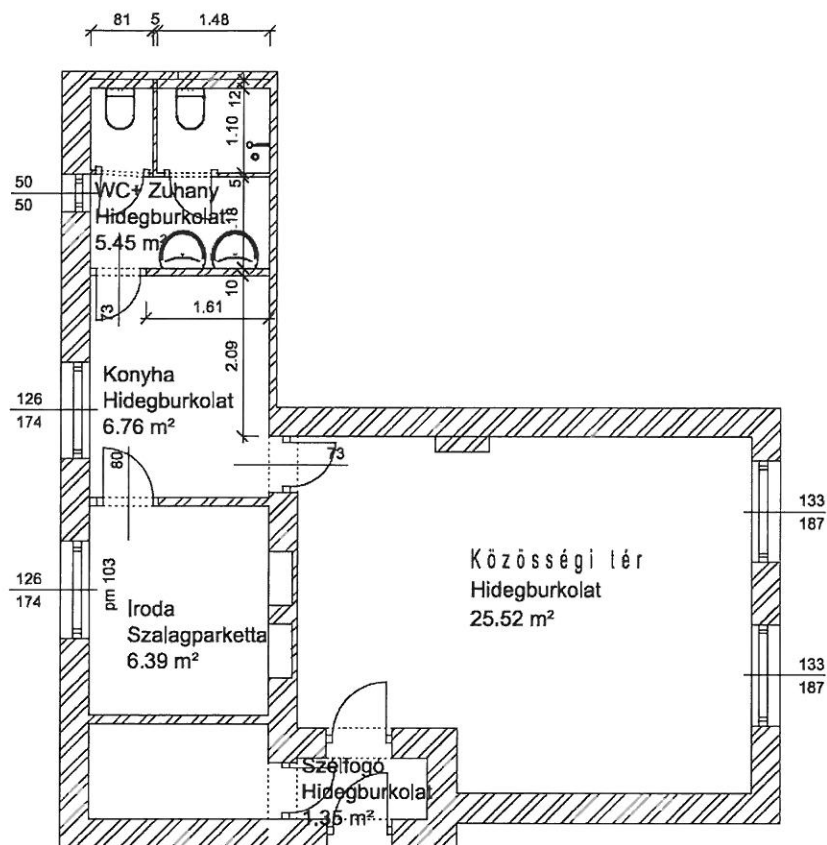 81 5 1.48
12
1.10
50
50
5
WC+ Zuhany
Hidegburkolat
5.45 m²
18
10
73
1.61
2.09
Konyha
Hidegburkolat
6.76 m²
126
174
80
73
133
187
Közösségi tér
Hidegburkolat
25.52 m²
126
174
pm 103
Iroda
Szalagparketta
6.39 m²
133
187
Szélfogó
Hidegburkolat
1.35 m²